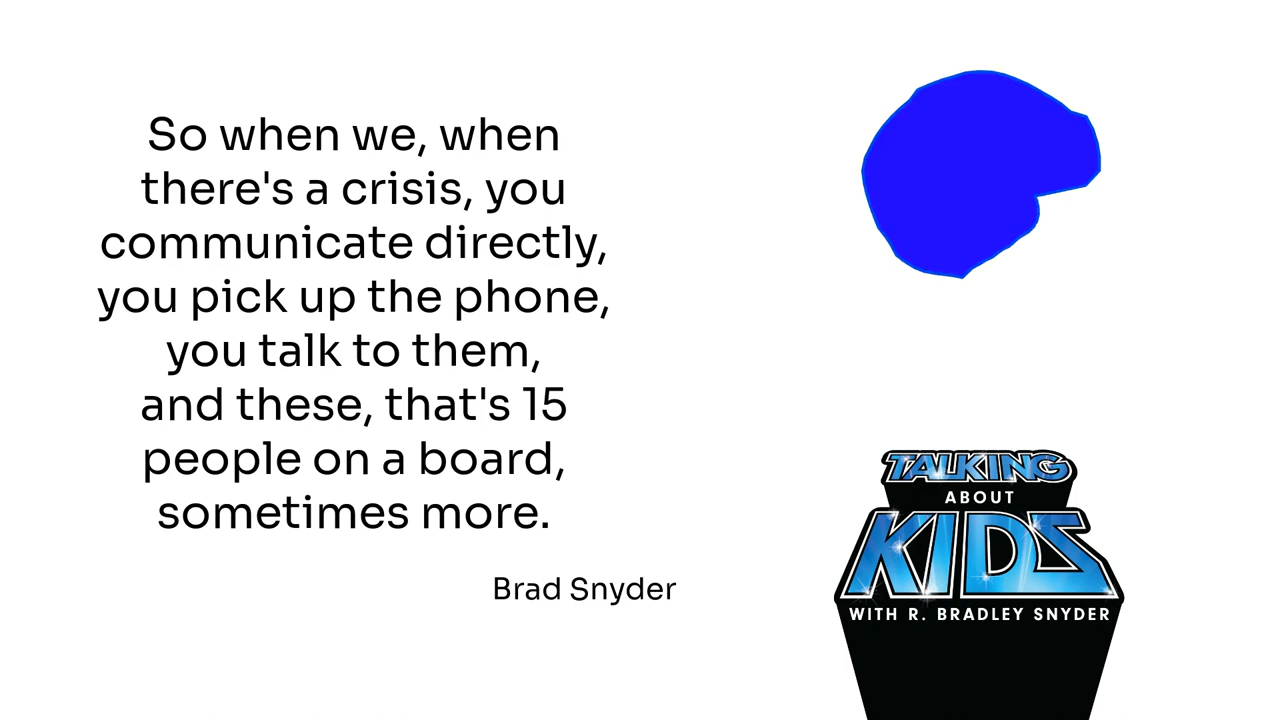 So when we, when
there's a crisis, you
communicate directly,
you pick up the phone,
you talk to them,
and these, that's 15
people on a board,
sometimes more.
Brad Snyder
TALKING
ABOUT
KIDS
WITH R. BRADLEY SNYDER